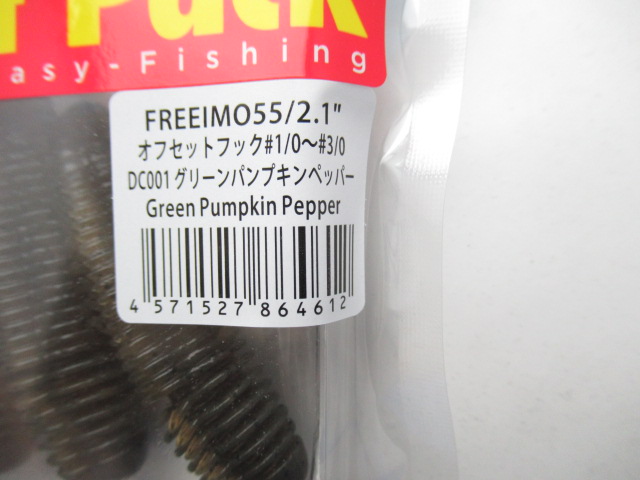 Pack
asy-Fishing
FREEIMO55/2.1"
オフセットフック#1/0～#3/0
DC001 グリーンパンプキンペッパー
Green Pumpkin Pepper
4 571527 864612